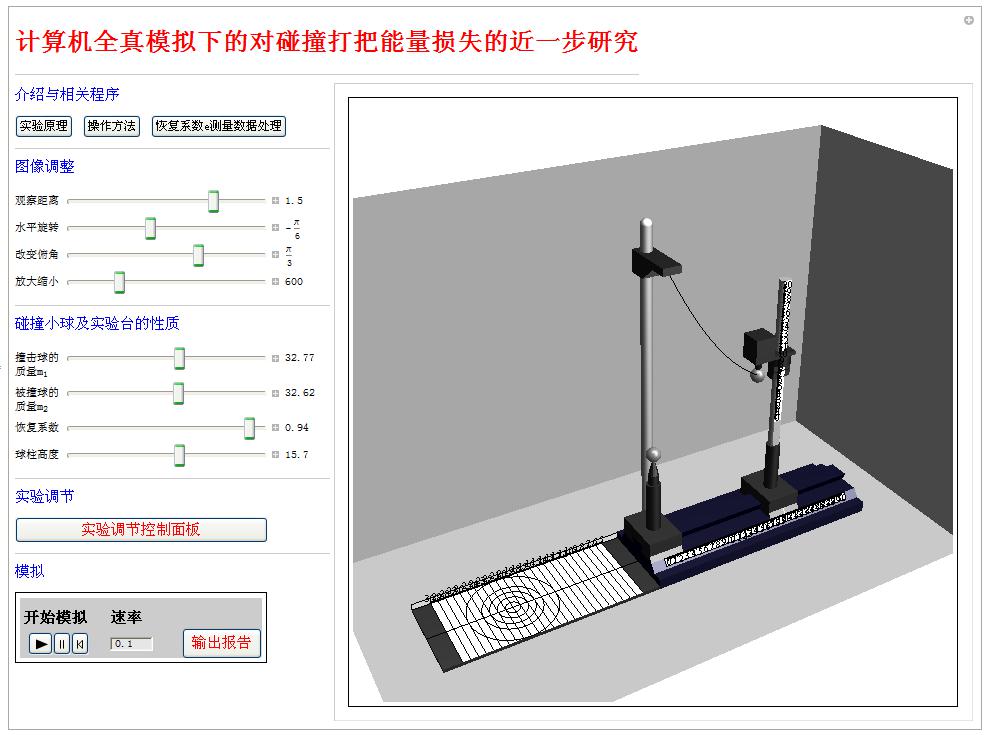 计算机全真模拟下的对碰撞打把能量损失的近一步研究
介绍与相关程序
实验原理 操作方法 恢复系数e测量数据处理
图像调整
观察距离 1.5
水平旋转 -π/6
改变俯角 π/3
放大缩小 600
碰撞小球及实验台的性质
撞击球的
质量m₁ 32.77
被撞球的
质量m₂ 32.62
恢复系数 0.94
球柱高度 15.7
实验调节
实验调节控制面板
模拟
开始模拟 速率
0.1 输出报告